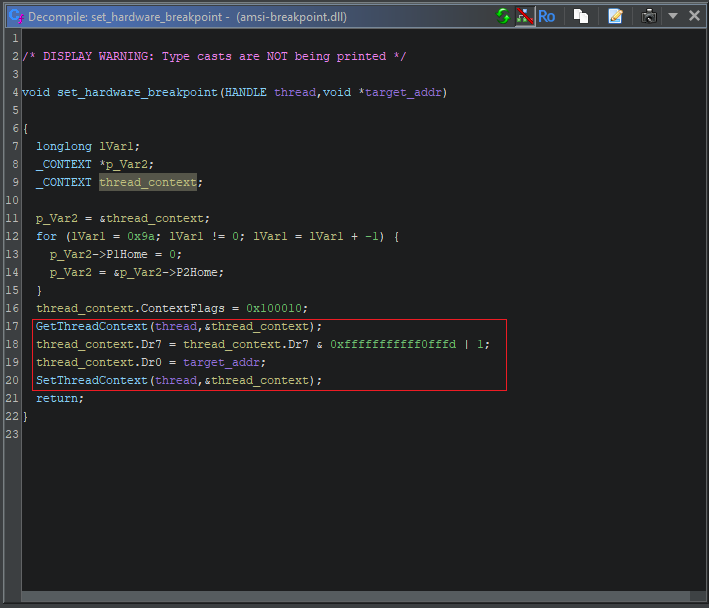 Decompile: set_hardware_breakpoint - (amsi-breakpoint.dll)
Ro
1
2 /* DISPLAY WARNING: Type casts are NOT being printed */
3
4 void set_hardware_breakpoint(HANDLE thread,void *target_addr)
5
6 {
7 longlong lVar1;
8 _CONTEXT *p_Var2;
9 _CONTEXT thread_context;
10
11 p_Var2 = &thread_context;
12 for (lVar1 = 0x9a; lVar1 != 0; lVar1 = lVar1 + -1) {
13 p_Var2->P1Home = 0;
14 p_Var2 = &p_Var2->P2Home;
15 }
16 thread_context.ContextFlags = 0x100010;
17 GetThreadContext(thread,&thread_context);
18 thread_context.Dr7 = thread_context.Dr7 & 0xfffffffffff0fffd | 1;
19 thread_context.Dr0 = target_addr;
20 SetThreadContext(thread,&thread_context);
21 return;
22 }
23